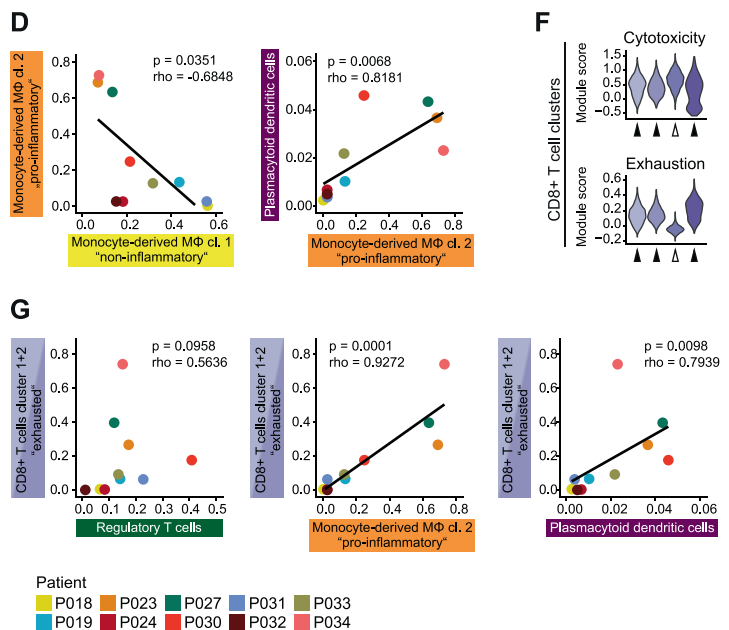 D
Monocyte-derived MΦ cl. 2
„pro-inflammatory“
0.8
0.6
0.4
0.2
0.0
p = 0.0351
rho = -0.6848
0.0 0.2 0.4 0.6
Monocyte-derived MΦ cl. 1
“non-inflammatory”
Plasmacytoid dendritic cells
0.06
0.04
0.02
0.00
p = 0.0068
rho = 0.8181
0.0 0.2 0.4 0.6 0.8
Monocyte-derived MΦ cl. 2
“pro-inflammatory”
F
CD8+ T cell clusters
Cytotoxicity
Module score
1.5
1.0
0.5
0.0
−0.5
Exhaustion
Module score
0.6
0.4
0.2
0.0
−0.2
G
CD8+ T cells cluster 1+2
“exhausted“
0.8
0.6
0.4
0.2
0.0
p = 0.0958
rho = 0.5636
0.0 0.1 0.2 0.3 0.4 0.5
Regulatory T cells
CD8+ T cells cluster 1+2
“exhausted“
0.8
0.6
0.4
0.2
0.0
p = 0.0001
rho = 0.9272
0.0 0.2 0.4 0.6 0.8
Monocyte-derived MΦ cl. 2
“pro-inflammatory”
CD8+ T cells cluster 1+2
“exhausted“
0.8
0.6
0.4
0.2
0.0
p = 0.0098
rho = 0.7939
0.00 0.02 0.04 0.06
Plasmacytoid dendritic cells
Patient
P018 P023 P027 P031 P033
P019 P024 P030 P032 P034